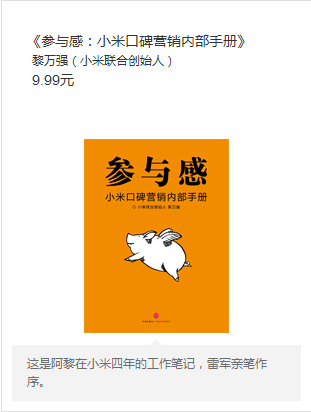 《参与感：小米口碑营销内部手册》
黎万强（小米联合创始人）
9.99元
参与感
小米口碑营销内部手册
小米联合创始人 黎万强
这是阿黎在小米四年的工作笔记，雷军亲笔作
序。